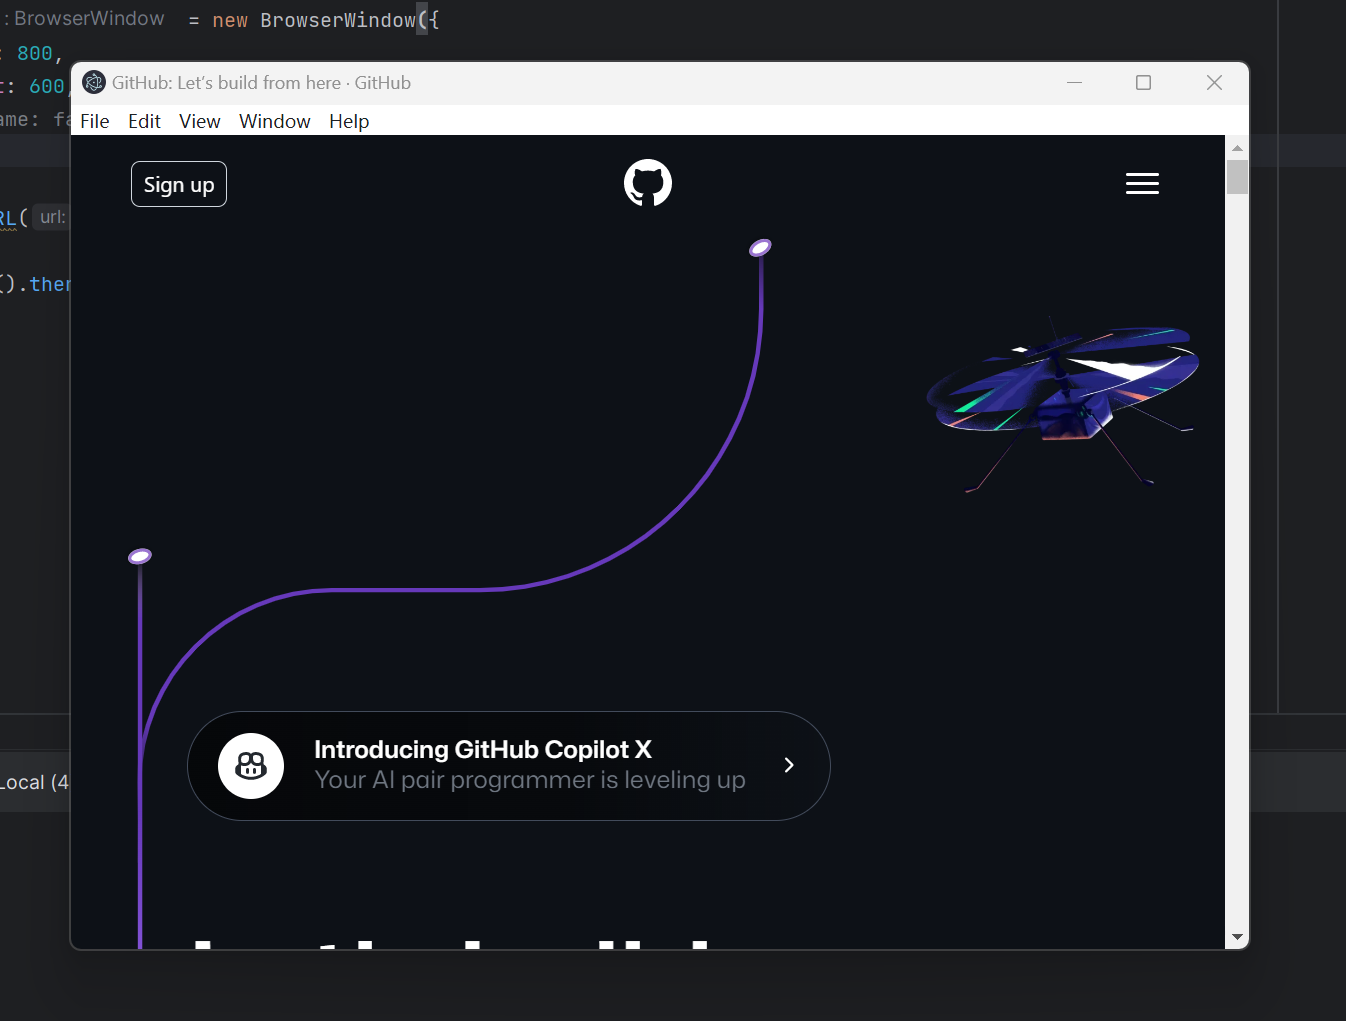 : BrowserWindow = new BrowserWindow({
: 800,
t: 600,
ame: fa
RL( url:
().then
Local (4
GitHub: Let's build from here · GitHub
File Edit View Window Help
Sign up
Introducing GitHub Copilot X
Your AI pair programmer is leveling up